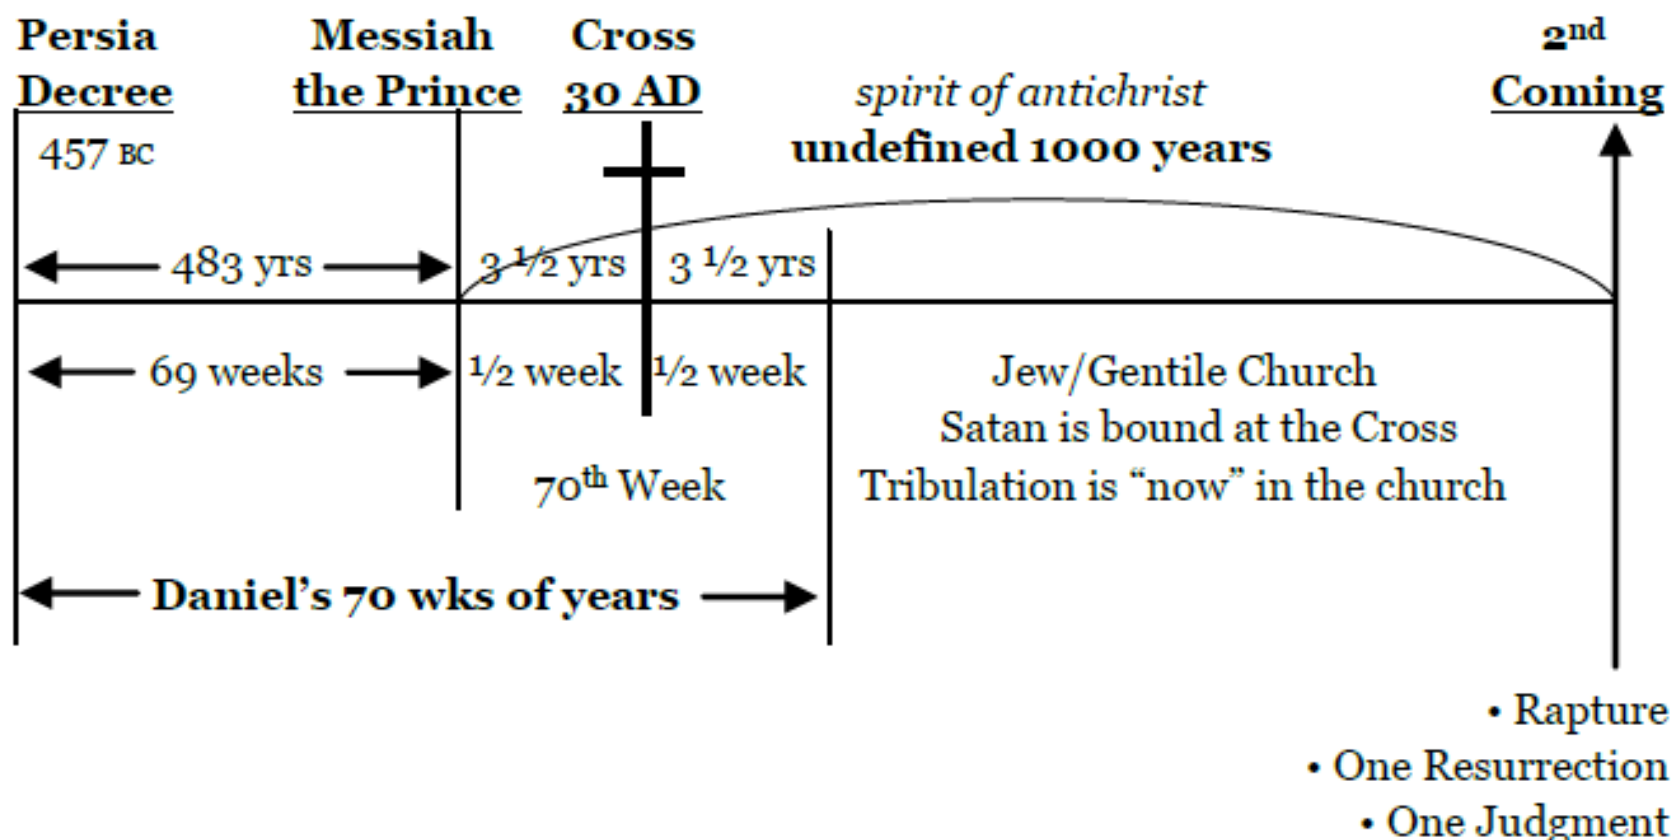 Persia
Decree
457 BC
Messiah
the Prince
Cross
30 AD
spirit of antichrist
undefined 1000 years
2nd
Coming
483 yrs
3 ½ yrs
3 ½ yrs
69 weeks
½ week
½ week
70th Week
Jew/Gentile Church
Satan is bound at the Cross
Tribulation is “now” in the church
Daniel’s 70 wks of years
• Rapture
• One Resurrection
• One Judgment